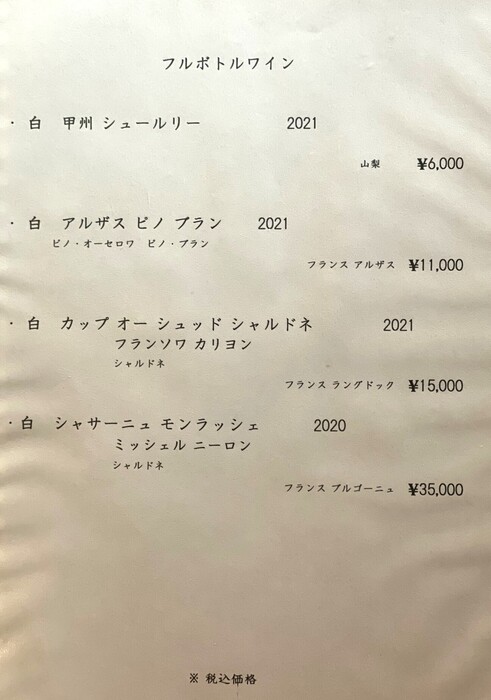 フルボトルワイン
・ 白 甲州 シュールリー 2021
山梨 ¥6,000
・ 白 アルザス ピノ ブラン 2021
ピノ・オーセロワ ピノ・ブラン
フランス アルザス ¥11,000
・ 白 カップ オー シュッド シャルドネ 2021
フランソワ カリヨン
シャルドネ
フランス ラングドック ¥15,000
・ 白 シャサーニュ モンラッシェ 2020
ミッシェル ニーロン
シャルドネ
フランス ブルゴーニュ ¥35,000
※ 税込価格